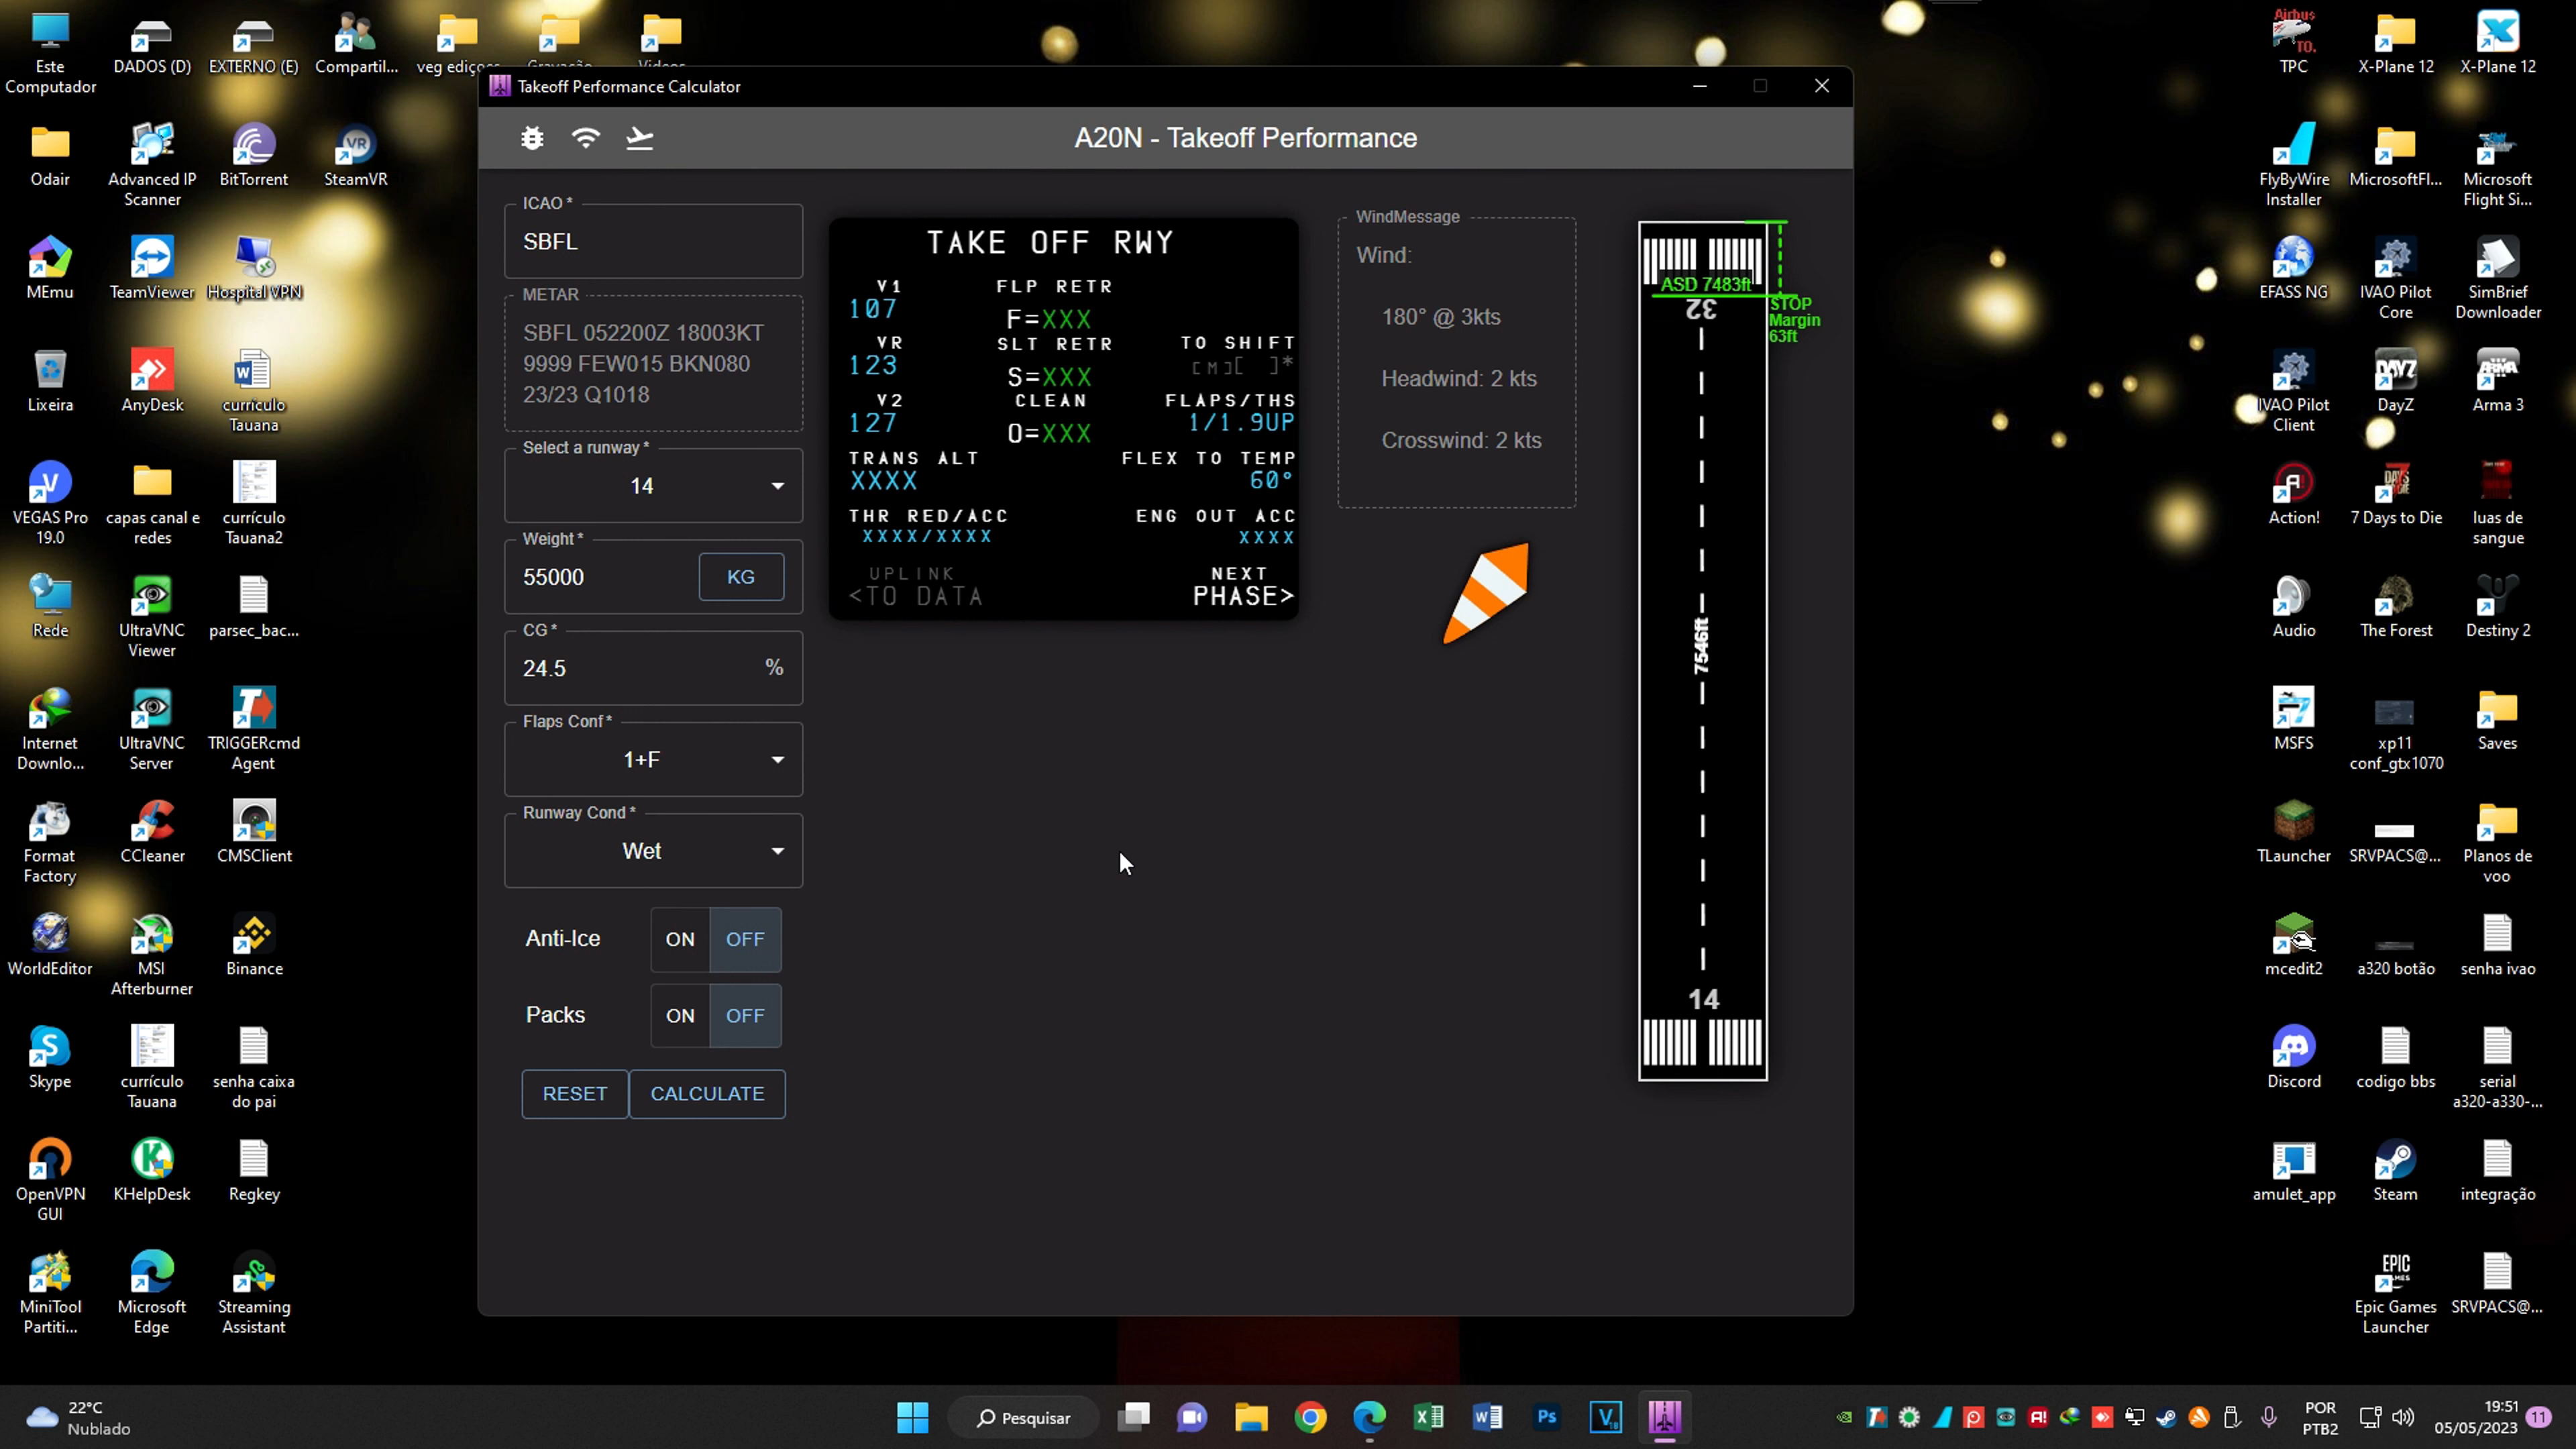 Este
Computador
DADOS (D)
EXTERNO (E)
Compartil...
veg ediçoes
Gravação
Videos
Odair
Advanced IP
Scanner
BitTorrent
SteamVR
MEmu
TeamViewer
Hospital VPN
Lixeira
AnyDesk
curriculo
Tauana
VEGAS Pro
19.0
capas canal e
redes
currículo
Tauana2
Rede
UltraVNC
Viewer
parsec_bac...
Internet
Downlo...
UltraVNC
Server
TRIGGERcmd
Agent
Format
Factory
CCleaner
CMSClient
WorldEditor
MSI
Afterburner
Binance
Skype
currículo
Tauana
senha caixa
do pai
OpenVPN
GUI
KHelpDesk
Regkey
MiniTool
Partiti...
Microsoft
Edge
Streaming
Assistant
Takeoff Performance Calculator
A20N - Takeoff Performance
ICAO *
SBFL
METAR
SBFL 052200Z 18003KT
9999 FEW015 BKN080
23/23 Q1018
Select a runway *
14
Weight *
55000
KG
CG *
24.5
%
Flaps Conf *
1+F
Runway Cond *
Wet
Anti-Ice
ON
OFF
Packs
ON
OFF
RESET
CALCULATE
TAKE OFF RWY
V1
FLP RETR
107
F=XXX
VR
SLT RETR
TO SHIFT
123
S=XXX
[M][ ]*
V2
CLEAN
FLAPS/THS
127
O=XXX
1/1.9UP
TRANS ALT
FLEX TO TEMP
XXXX
60°
THR RED/ACC
ENG OUT ACC
XXXX/XXXX
XXXX
UPLINK
NEXT
<TO DATA
PHASE>
WindMessage
Wind:
180° @ 3kts
Headwind: 2 kts
Crosswind: 2 kts
ASD 7483ft
32
STOP
Margin
63ft
7546ft
14
Airbus
TO.
TPC
X-Plane 12
X-Plane 12
FlyByWire
Installer
MicrosoftFl...
Microsoft
Flight Si...
EFASS NG
IVAO Pilot
Core
SimBrief
Downloader
IVAO Pilot
Client
DayZ
Arma 3
Action!
7 Days to Die
luas de
sangue
Audio
The Forest
Destiny 2
MSFS
xp11
conf_gtx1070
Saves
TLauncher
SRVPACS@...
Planos de
voo
mcedit2
a320 botão
senha ivao
Discord
codigo bbs
serial
a320-a330-...
amulet_app
Steam
integração
Epic Games
Launcher
SRVPACS@...
22°C
Nublado
Pesquisar
POR
PTB2
19:51
05/05/2023
11